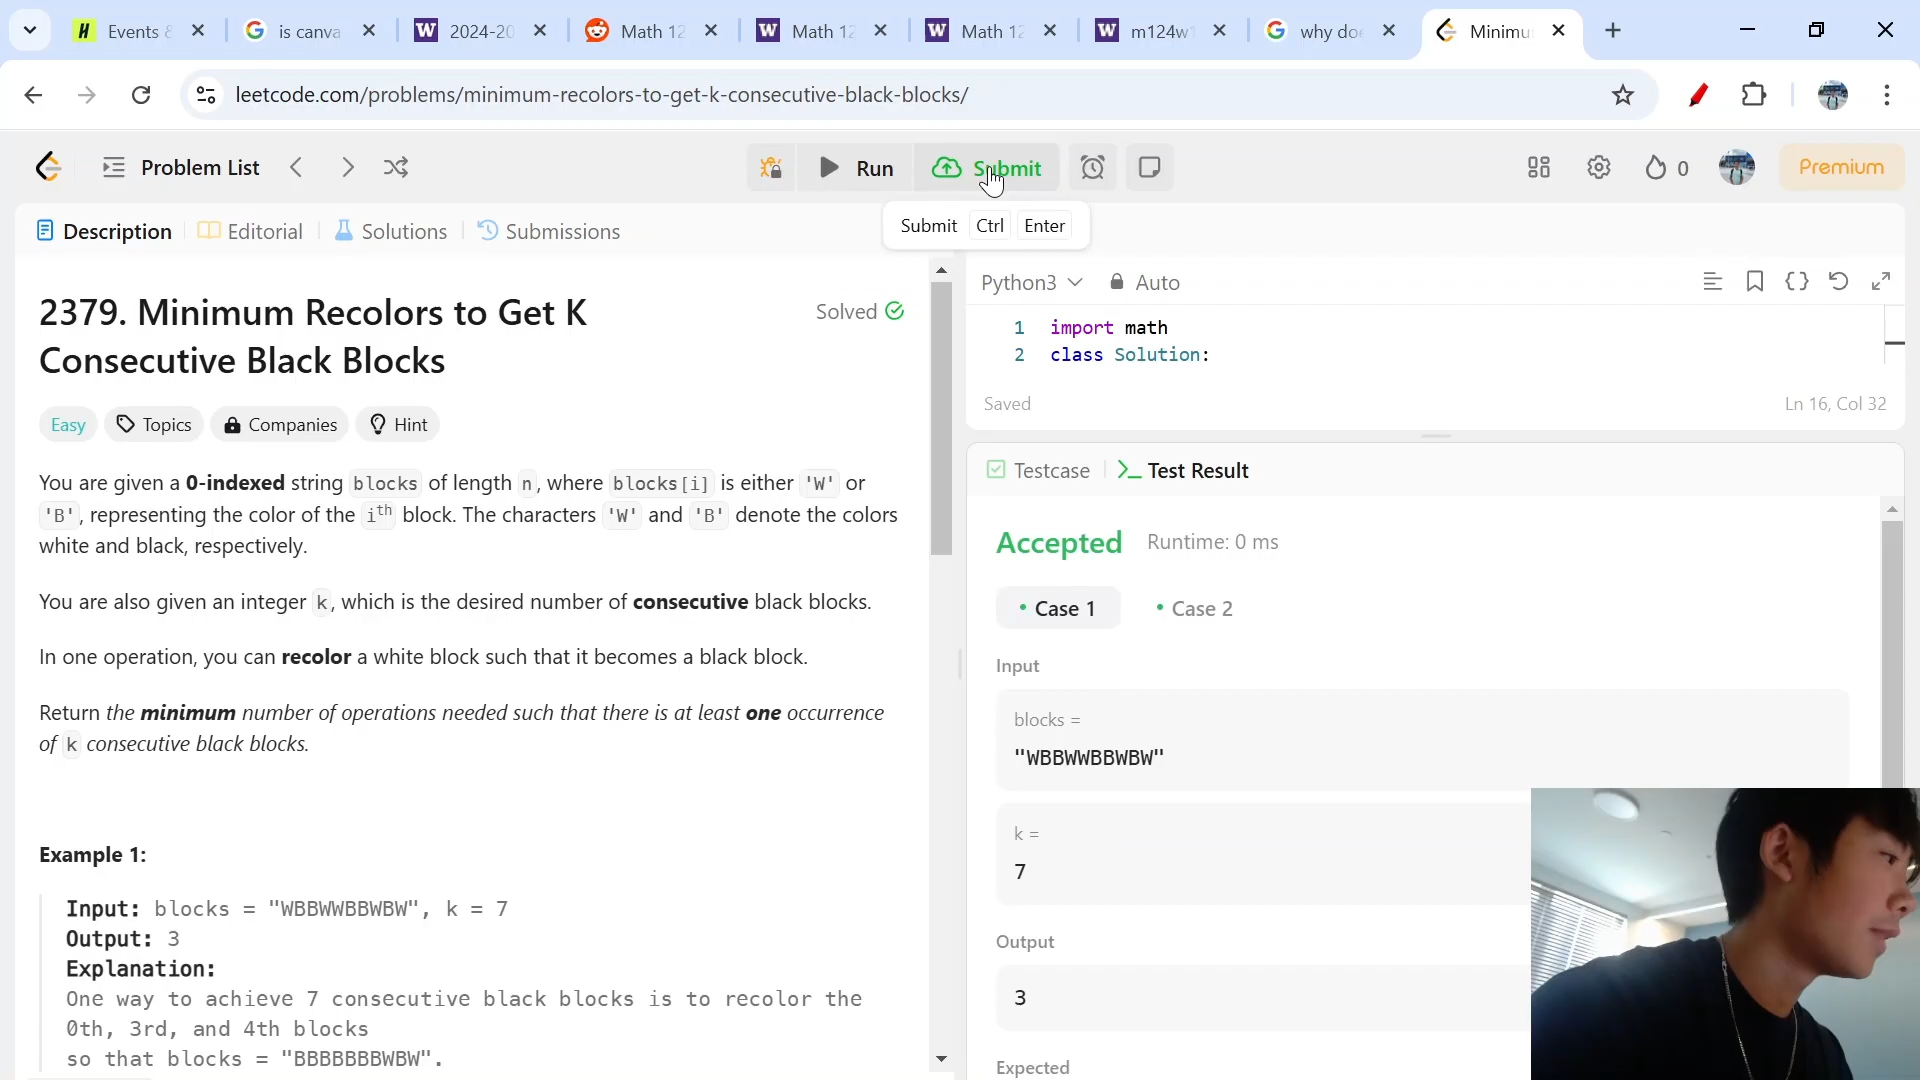 Events &
is canva
2024-20
Math 12
Math 12
Math 12
m124w1
why doe
Minimu
leetcode.com/problems/minimum-recolors-to-get-k-consecutive-black-blocks/
Problem List
Run
Submit
0
Premium
Description
Editorial
Solutions
Submissions
Submit Ctrl Enter
2379. Minimum Recolors to Get K
Consecutive Black Blocks
Solved
Easy
Topics
Companies
Hint
You are given a 0-indexed string blocks of length n, where blocks[i] is either 'W' or
'B', representing the color of the ith block. The characters 'W' and 'B' denote the colors
white and black, respectively.
You are also given an integer k, which is the desired number of consecutive black blocks.
In one operation, you can recolor a white block such that it becomes a black block.
Return the minimum number of operations needed such that there is at least one occurrence
of k consecutive black blocks.
Example 1:
Input: blocks = "WBBWWBBWBW", k = 7
Output: 3
Explanation:
One way to achieve 7 consecutive black blocks is to recolor the
0th, 3rd, and 4th blocks
so that blocks = "BBBBBBBWBW".
Python3
Auto
1 import math
2 class Solution:
Saved
Ln 16, Col 32
Testcase
Test Result
Accepted
Runtime: 0 ms
Case 1
Case 2
Input
blocks =
"WBBWWBBWBW"
k =
7
Output
3
Expected